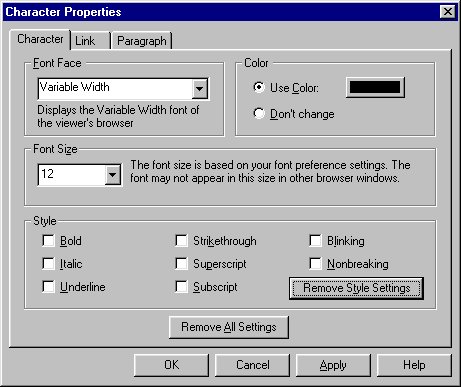 Character Properties
Character Link Paragraph
Font Face
Variable Width
Displays the Variable Width font of
the viewer's browser
Color
Use Color:
Don't change
Font Size
12
The font size is based on your font preference settings. The
font may not appear in this size in other browser windows.
Style
Bold Strikethrough Blinking
Italic Superscript Nonbreaking
Underline Subscript Remove Style Settings
Remove All Settings
OK Cancel Apply Help